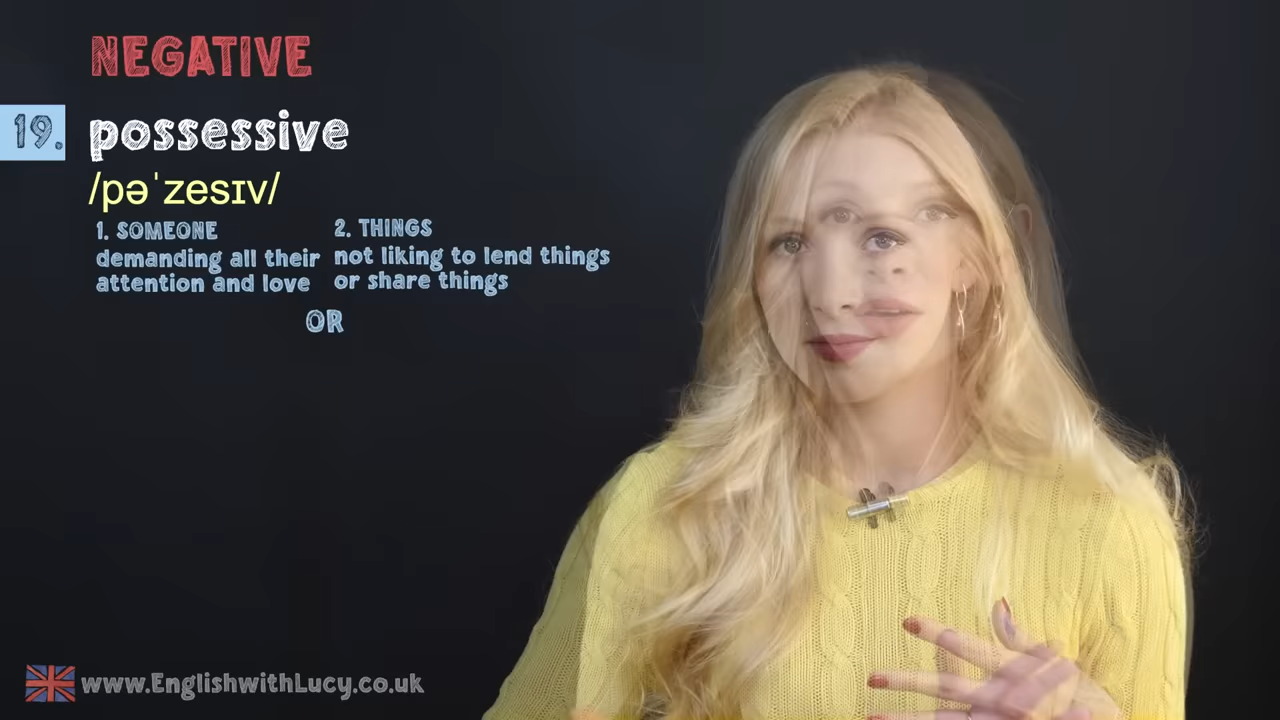 NEGATIVE
19. possessive
/pəˈzesɪv/
1. SOMEONE
demanding all their
attention and love
2. THINGS
not liking to lend things
or share things
OR
www.EnglishwithLucy.co.uk